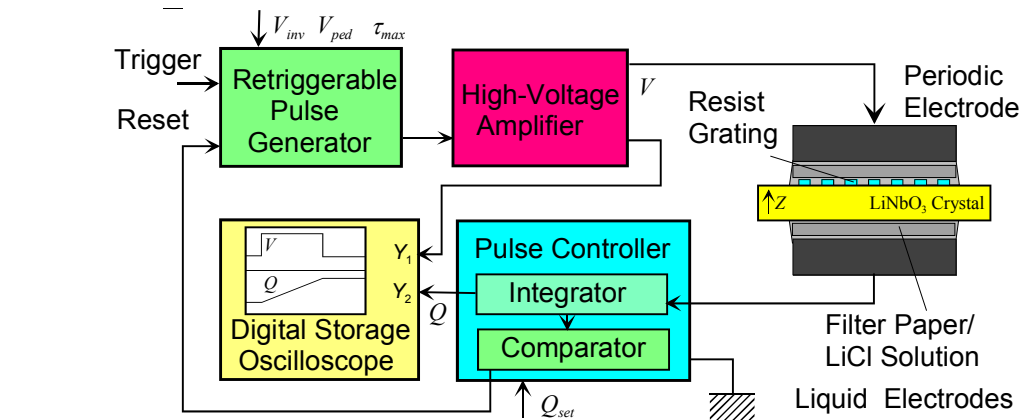 V_inv V_ped τ_max
Trigger
Reset
Retriggerable
Pulse
Generator
High-Voltage
Amplifier
V
Resist
Grating
Periodic
Electrode
Z
LiNbO₃ Crystal
V
Q
Y₁
Y₂
Digital Storage
Oscilloscope
Q
Pulse Controller
Integrator
Comparator
Q_set
Filter Paper/
LiCl Solution
Liquid Electrodes